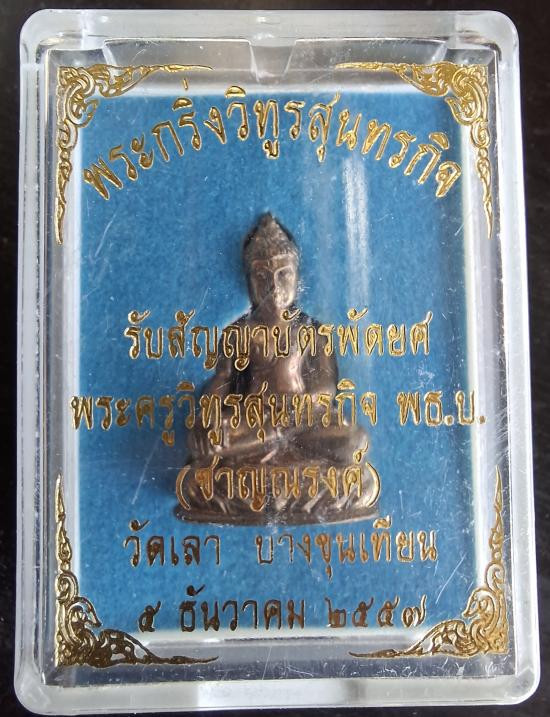 พระกริ่งวิทูรสุนทรกิจ
รับสัญญาบัตรพัดยศ
พระครูวิทูรสุนทรกิจ พธ.บ.
(ชาญณรงค์)
วัดเลา บางขุนเทียน
๕ ธันวาคม ๒๕๕๗